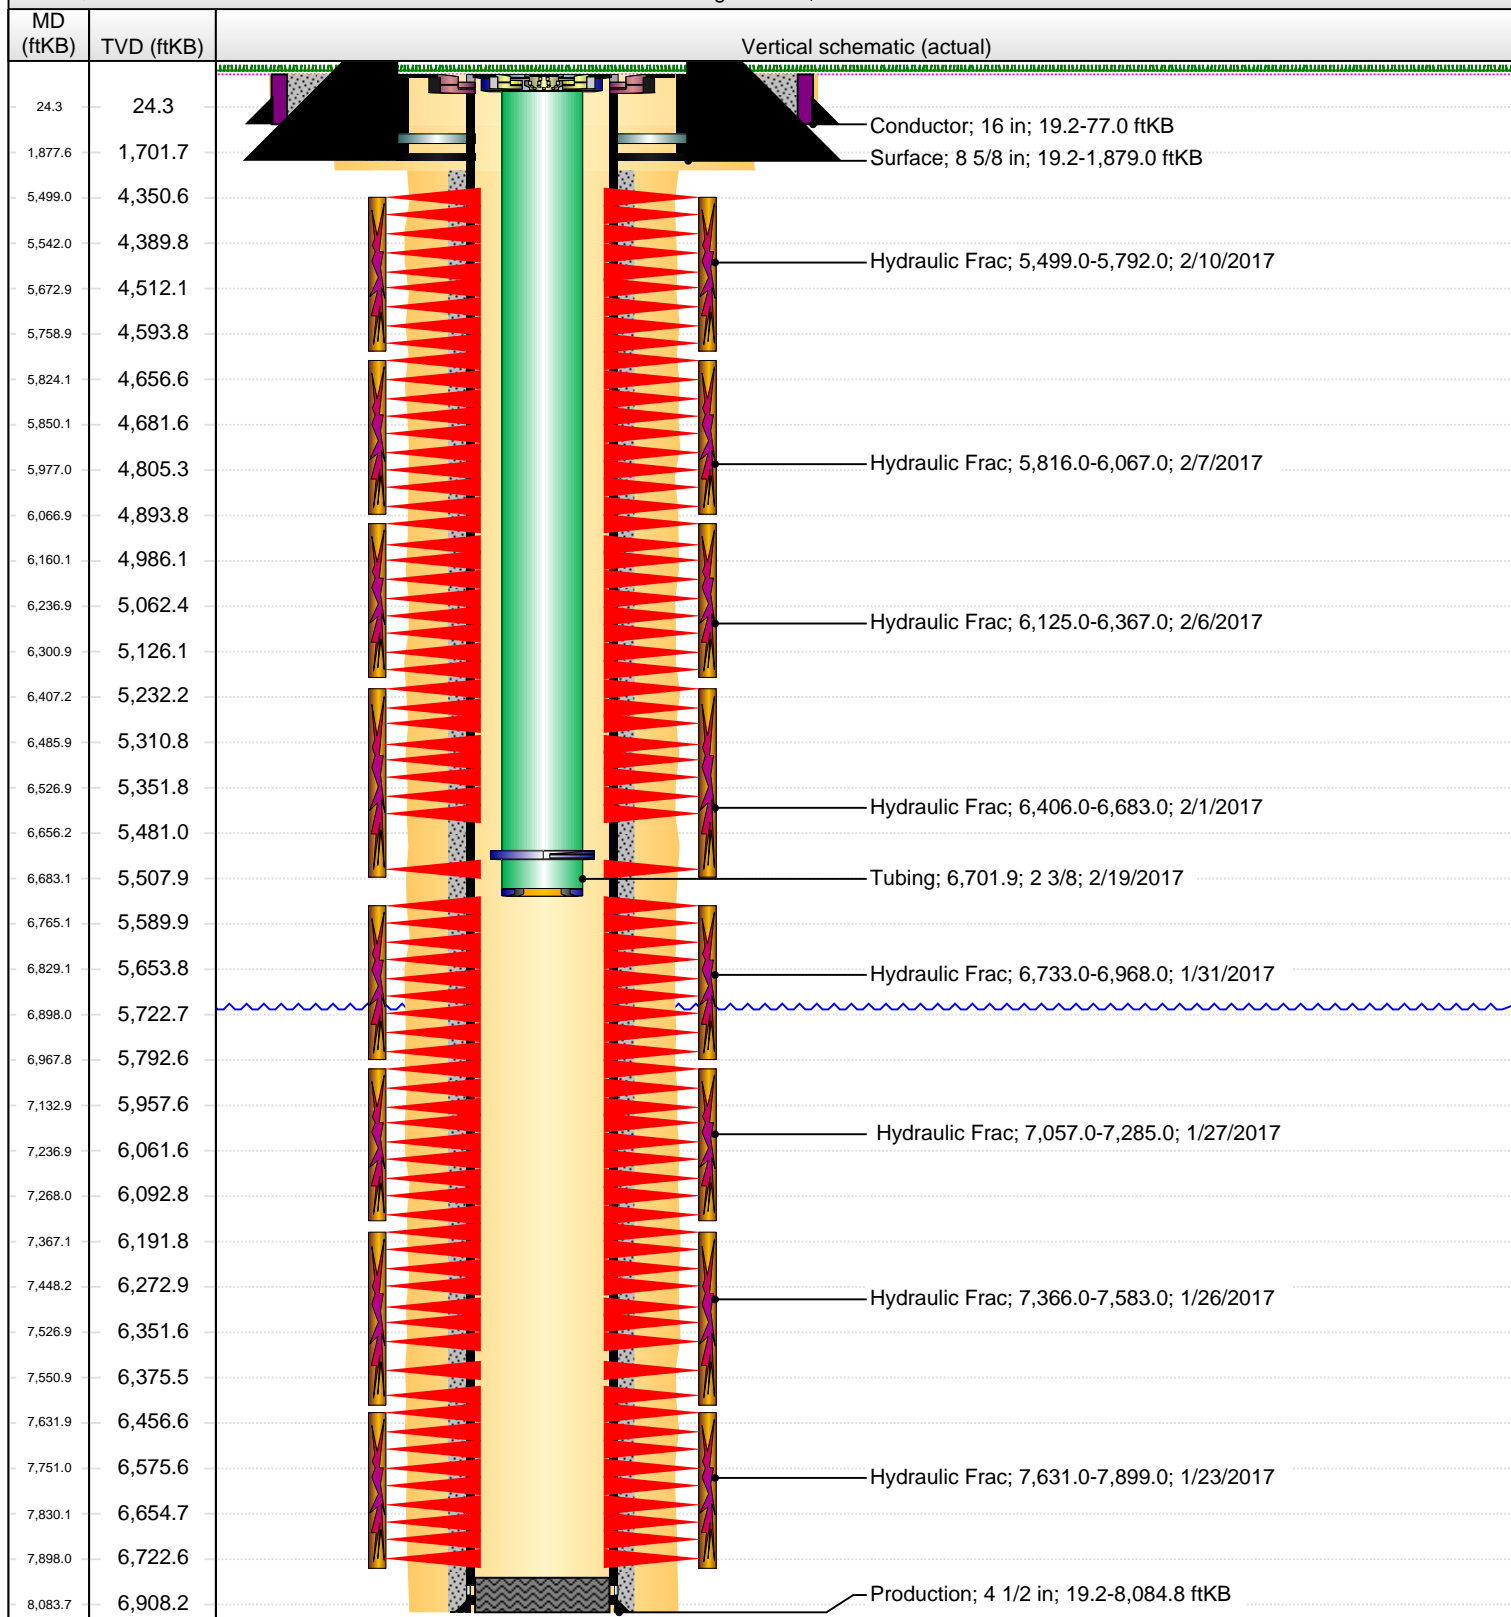 MD (ftKB) TVD (ftKB) Vertical schematic (actual)
24.3 24.3
Conductor; 16 in; 19.2-77.0 ftKB
1,877.6 1,701.7
Surface; 8 5/8 in; 19.2-1,879.0 ftKB
5,499.0 4,350.6
5,542.0 4,389.8
Hydraulic Frac; 5,499.0-5,792.0; 2/10/2017
5,672.9 4,512.1
5,758.9 4,593.8
5,824.1 4,656.6
5,850.1 4,681.6
Hydraulic Frac; 5,816.0-6,067.0; 2/7/2017
5,977.0 4,805.3
6,066.9 4,893.8
6,160.1 4,986.1
6,236.9 5,062.4
Hydraulic Frac; 6,125.0-6,367.0; 2/6/2017
6,300.9 5,126.1
6,407.2 5,232.2
6,485.9 5,310.8
6,526.9 5,351.8
Hydraulic Frac; 6,406.0-6,683.0; 2/1/2017
6,656.2 5,481.0
6,683.1 5,507.9
Tubing; 6,701.9; 2 3/8; 2/19/2017
6,765.1 5,589.9
6,829.1 5,653.8
Hydraulic Frac; 6,733.0-6,968.0; 1/31/2017
6,898.0 5,722.7
6,967.8 5,792.6
7,132.9 5,957.6
Hydraulic Frac; 7,057.0-7,285.0; 1/27/2017
7,236.9 6,061.6
7,268.0 6,092.8
7,367.1 6,191.8
7,448.2 6,272.9
Hydraulic Frac; 7,366.0-7,583.0; 1/26/2017
7,526.9 6,351.6
7,550.9 6,375.5
7,631.9 6,456.6
7,751.0 6,575.6
Hydraulic Frac; 7,631.0-7,899.0; 1/23/2017
7,830.1 6,654.7
7,898.0 6,722.6
Production; 4 1/2 in; 19.2-8,084.8 ftKB
8,083.7 6,908.2